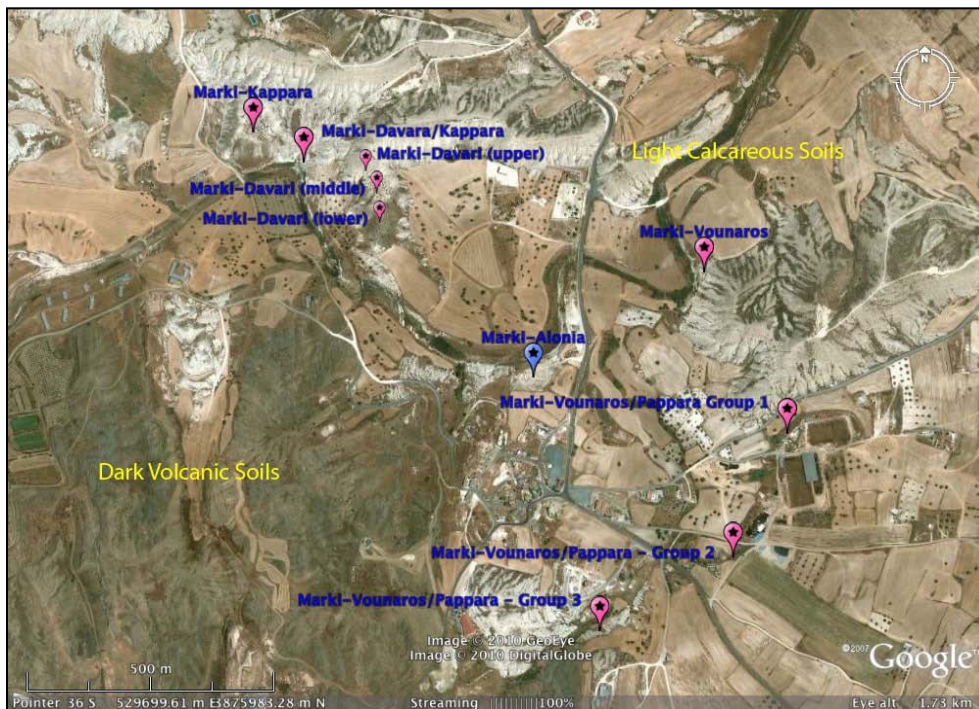 N
Marki-Kappara
Marki-Davara/Kappara
Light Calcareous Soils
Marki-Davari (upper)
Marki-Davari (middle)
Marki-Davari (lower)
Marki-Vounaros
Marki-Alonia
Marki-Vounaros/Pappara Group 1
Dark Volcanic Soils
Marki-Vounaros/Pappara - Group 2
Marki-Vounaros/Pappara - Group 3
Image © 2010 GeoEye
Image © 2010 DigitalGlobe
500 m
©2007 Google™
Pointer 36 S 529699.61 m E 3875983.28 m N Streaming ||||||||||100% Eye alt 1.73 km